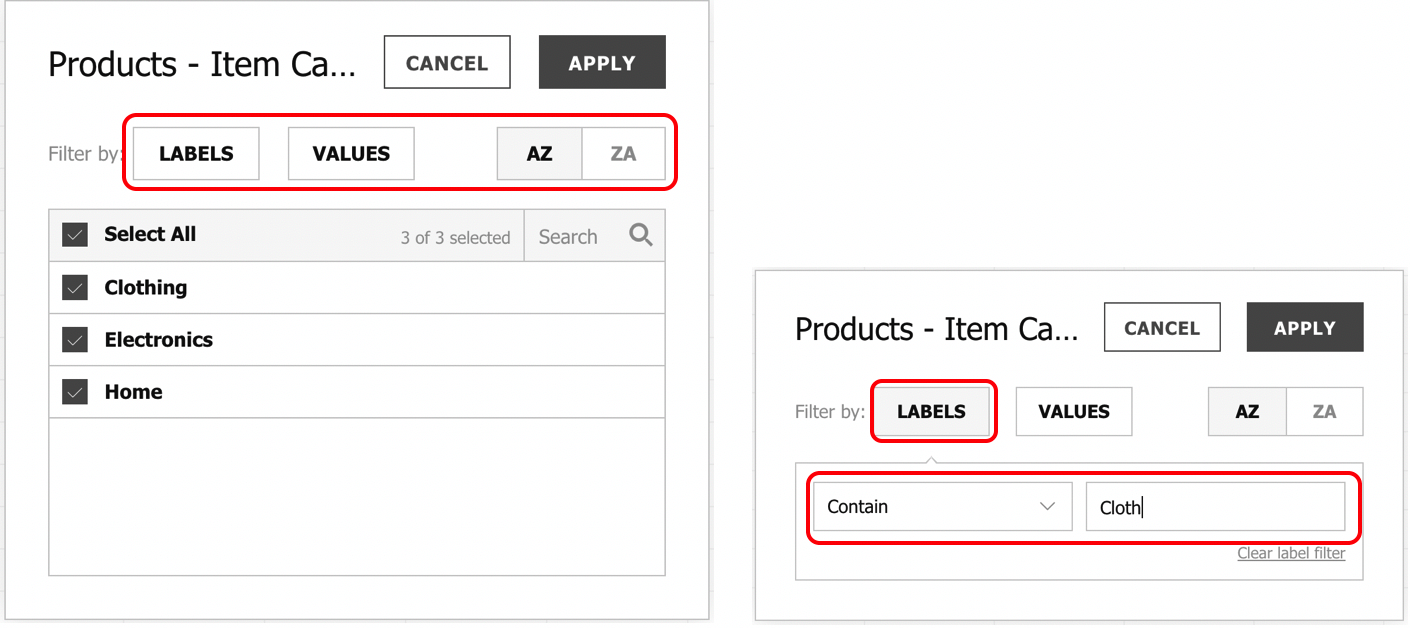 Products - Item Ca... CANCEL APPLY
Filter by: LABELS VALUES AZ ZA
Select All 3 of 3 selected Search
Clothing
Electronics
Home
Products - Item Ca... CANCEL APPLY
Filter by: LABELS VALUES AZ ZA
Contain Cloth
Clear label filter